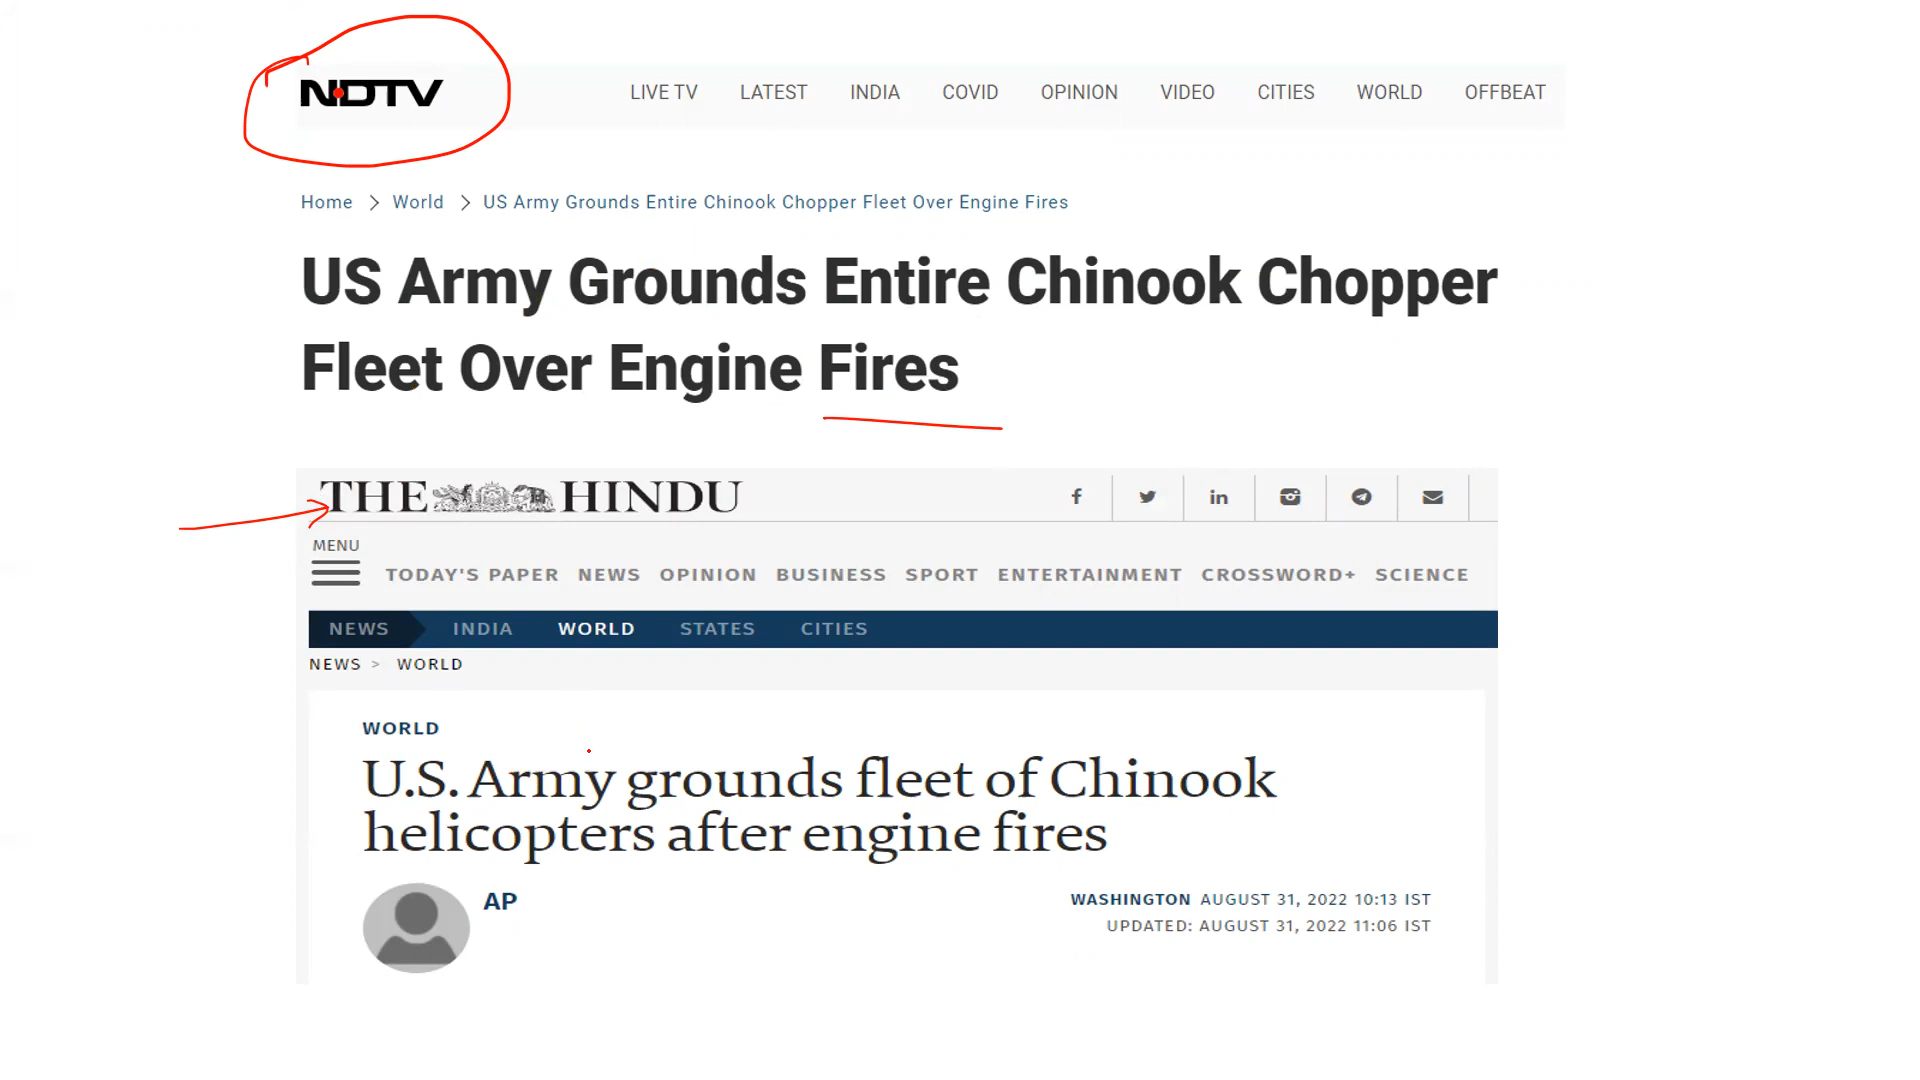 NDTV LIVE TV LATEST INDIA COVID OPINION VIDEO CITIES WORLD OFFBEAT
Home > World > US Army Grounds Entire Chinook Chopper Fleet Over Engine Fires
US Army Grounds Entire Chinook Chopper
Fleet Over Engine Fires
THE HINDU
MENU
TODAY'S PAPER NEWS OPINION BUSINESS SPORT ENTERTAINMENT CROSSWORD+ SCIENCE
NEWS INDIA WORLD STATES CITIES
NEWS > WORLD
WORLD
U.S. Army grounds fleet of Chinook
helicopters after engine fires
AP
WASHINGTON AUGUST 31, 2022 10:13 IST
UPDATED: AUGUST 31, 2022 11:06 IST